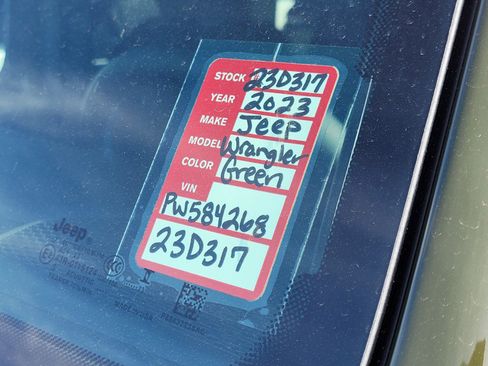 STOCK 23D317
YEAR 2023
MAKE Jeep
MODEL Wrangler
COLOR Green
VIN
PW584268
23D317
Jeep